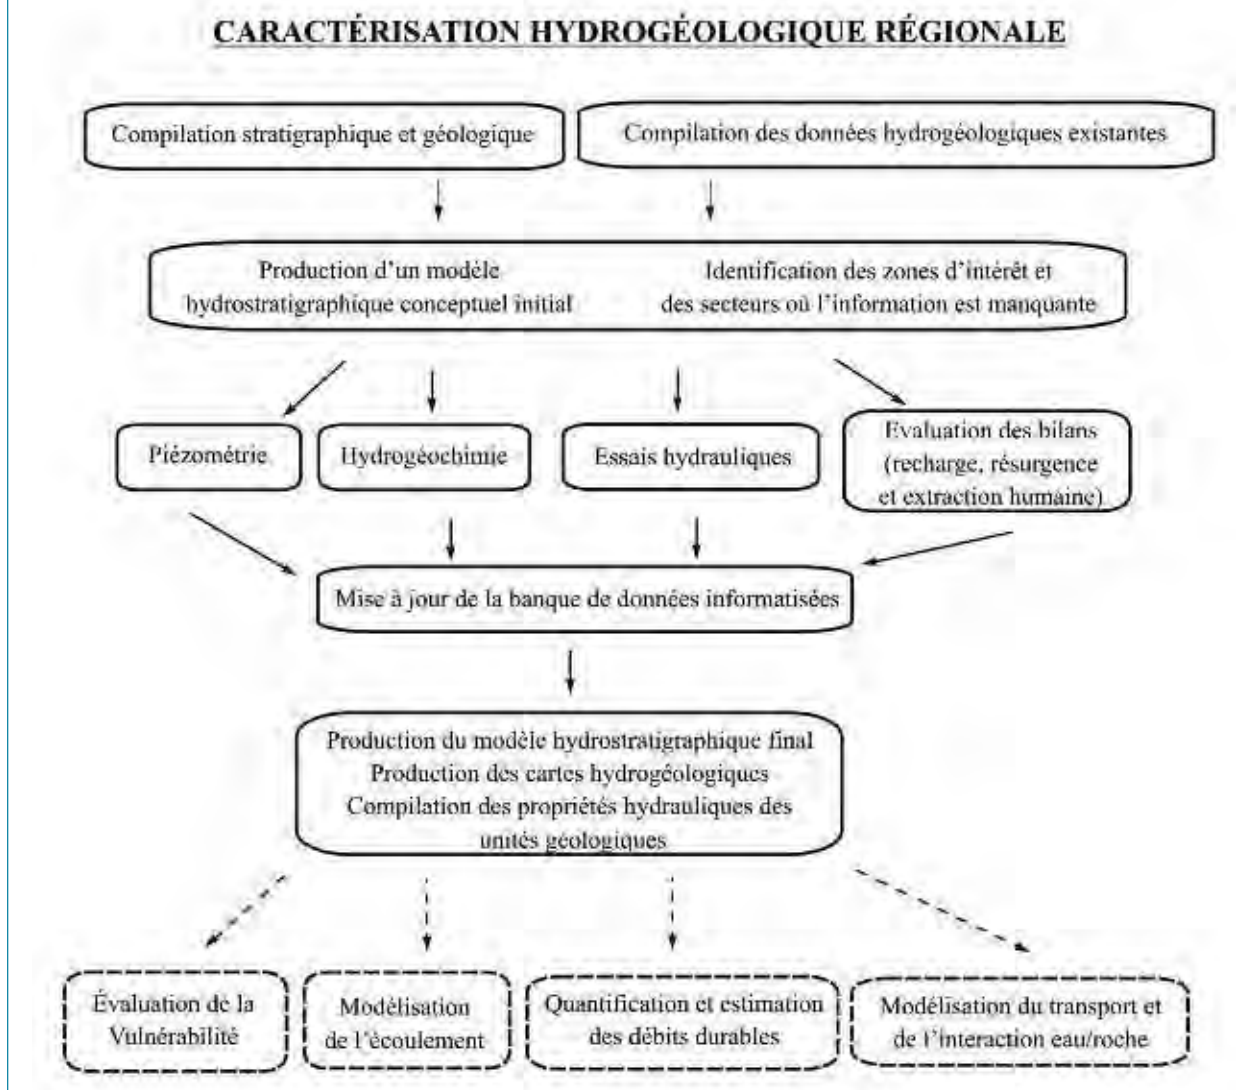 CARACTÉRISATION HYDROGÉOLOGIQUE RÉGIONALE
Compilation stratigraphique et géologique
Compilation des données hydrogéologiques existantes
Production d'un modèle
hydrostratigraphique conceptuel initial
Identification des zones d'intérêt et
des secteurs où l'information est manquante
Piézométrie
Hydrogéochimie
Essais hydrauliques
Evaluation des bilans
(recharge, résurgence
et extraction humaine)
Mise à jour de la banque de données informatisées
Production du modèle hydrostratigraphique final
Production des cartes hydrogéologiques
Compilation des propriétés hydrauliques des
unités géologiques
Évaluation de la
Vulnérabilité
Modélisation
de l'écoulement
Quantification et estimation
des débits durables
Modélisation du transport et
de l'interaction eau/roche